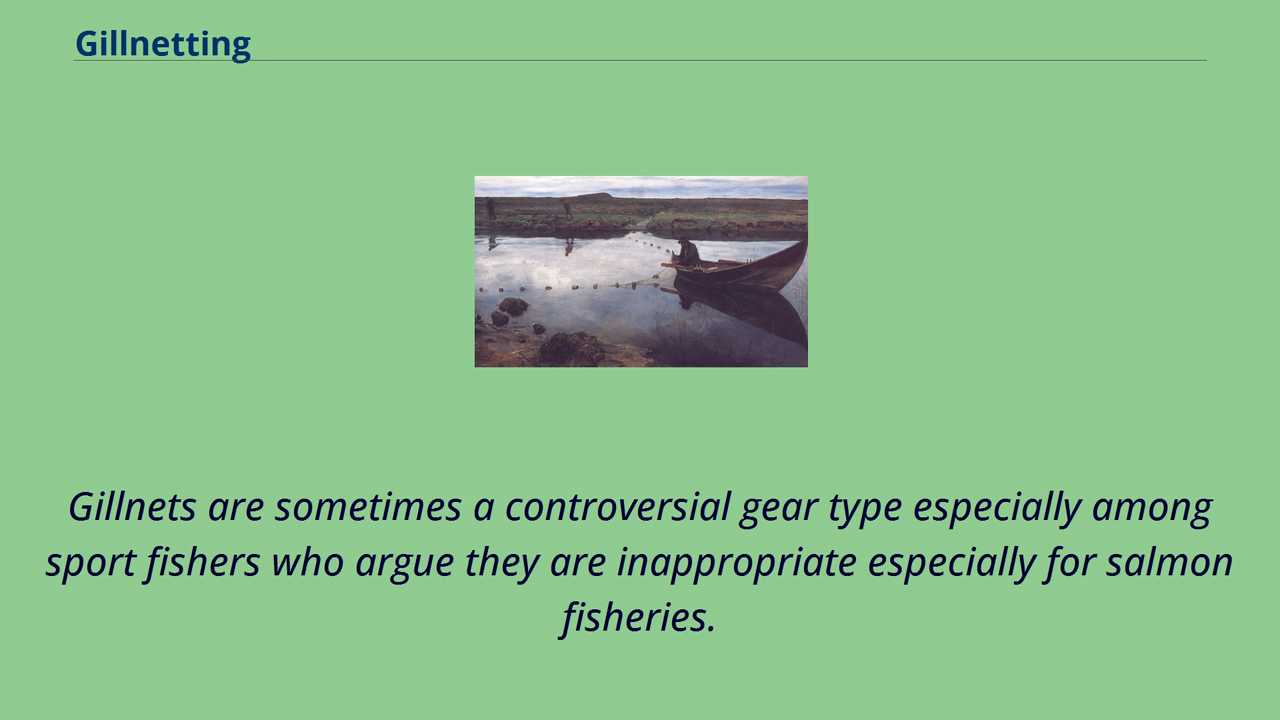 Gillnetting
Gillnets are sometimes a controversial gear type especially among
sport fishers who argue they are inappropriate especially for salmon
fisheries.